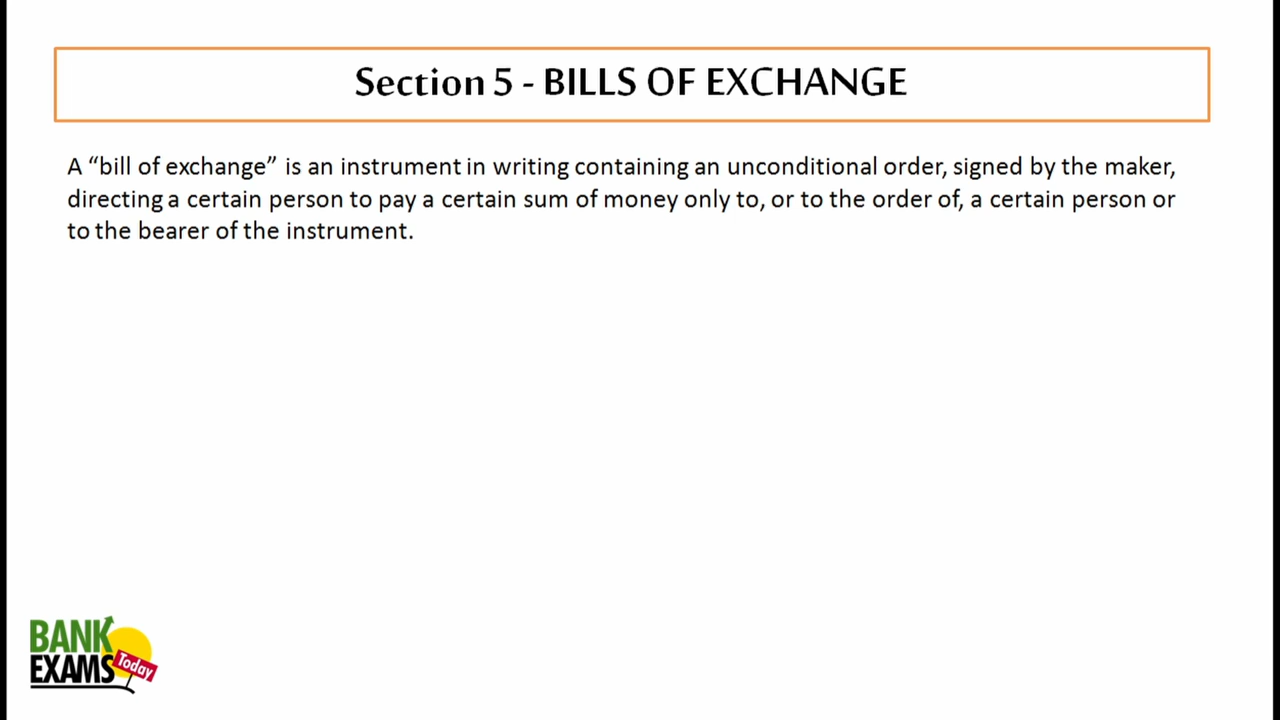 Section 5 - BILLS OF EXCHANGE
A “bill of exchange” is an instrument in writing containing an unconditional order, signed by the maker,
directing a certain person to pay a certain sum of money only to, or to the order of, a certain person or
to the bearer of the instrument.
BANK
EXAMS
Today